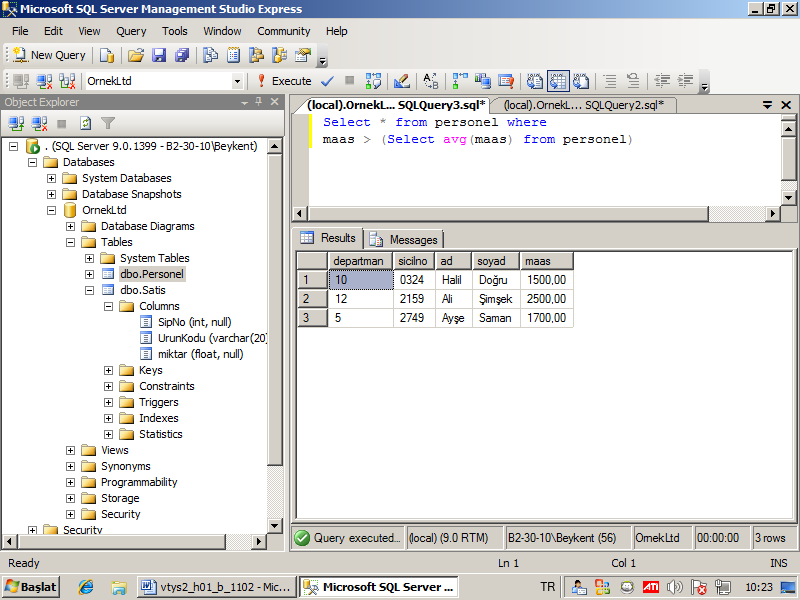 Microsoft SQL Server Management Studio Express
File Edit View Query Tools Window Community Help
New Query
OrnekLtd Execute
Object Explorer
(local).OrnekL... SQLQuery3.sql* (local).OrnekL... SQLQuery2.sql*
. (SQL Server 9.0.1399 - B2-30-10\Beykent)
Databases
System Databases
Database Snapshots
OrnekLtd
Database Diagrams
Tables
System Tables
dbo.Personel
dbo.Satis
Columns
SipNo (int, null)
UrunKodu (varchar(20)
miktar (float, null)
Keys
Constraints
Triggers
Indexes
Statistics
Views
Synonyms
Programmability
Storage
Security
Security
Select * from personel where
maas > (Select avg(maas) from personel)
Results Messages
departman sicilno ad soyad maas
1 10 0324 Halil Doğru 1500,00
2 12 2159 Ali Şimşek 2500,00
3 5 2749 Ayşe Saman 1700,00
Query executed... (local) (9.0 RTM) B2-30-10\Beykent (56) OrnekLtd 00:00:00 3 rows
Ready Ln 1 Col 1 INS
Başlat vtys2_h01_b_1102 - Mic... Microsoft SQL Server ... TR ATI 10:23